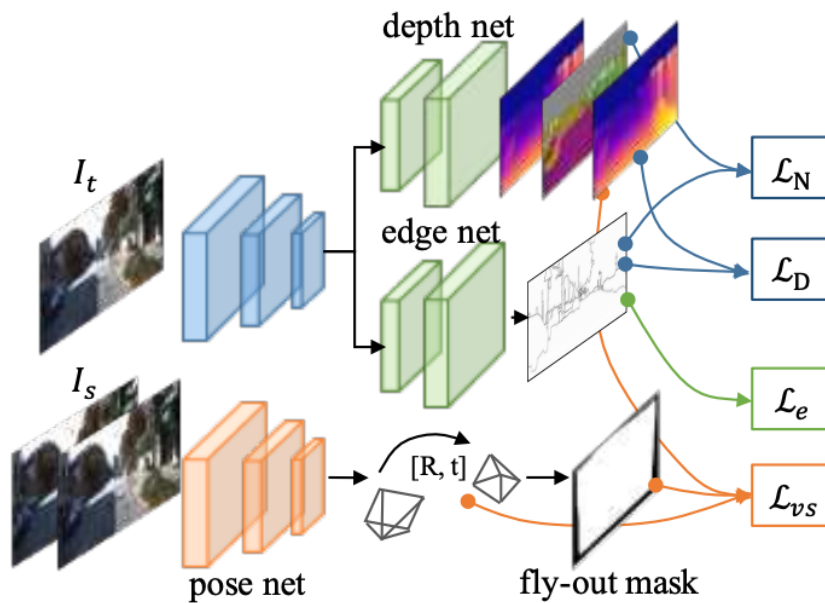 depth net
I_t
ℒ_N
edge net
ℒ_D
I_s
ℒ_e
[R, t]
ℒ_vs
pose net
fly-out mask